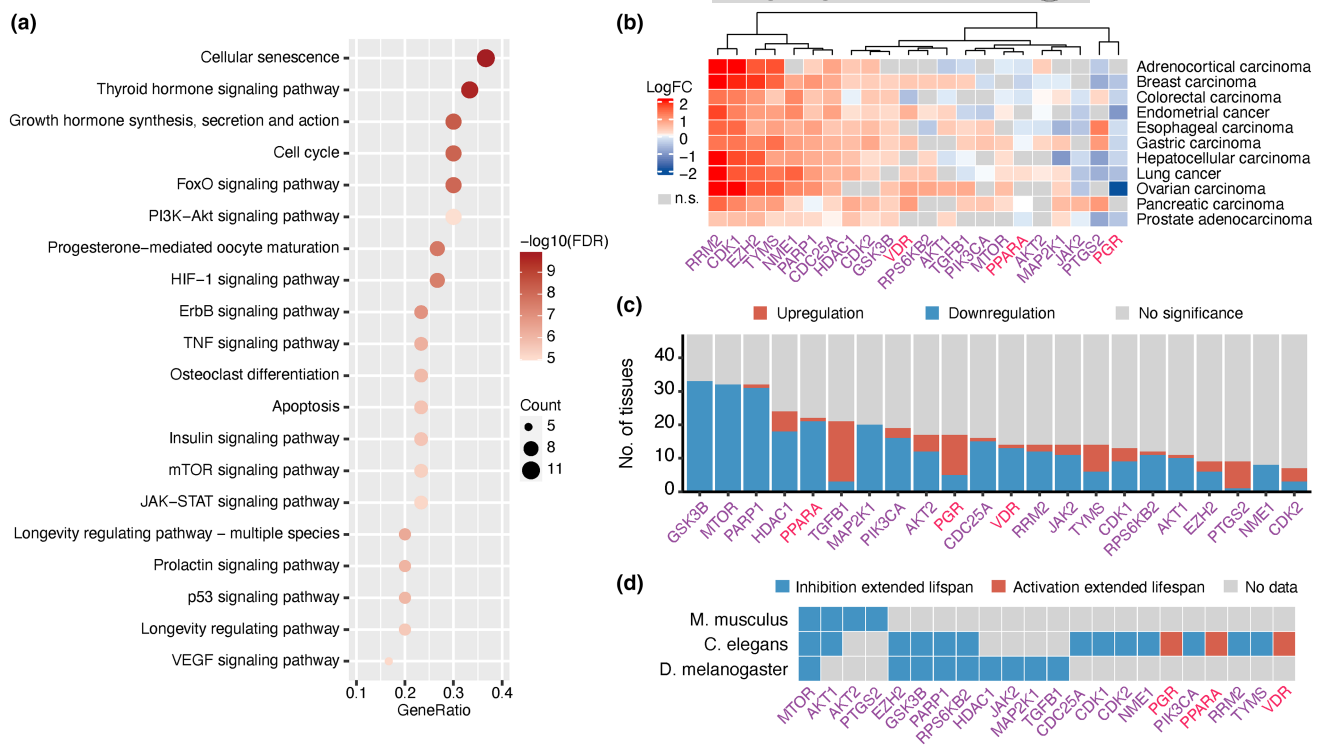 (a)
Cellular senescence
Thyroid hormone signaling pathway
Growth hormone synthesis, secretion and action
Cell cycle
FoxO signaling pathway
PI3K−Akt signaling pathway
Progesterone−mediated oocyte maturation
HIF−1 signaling pathway
ErbB signaling pathway
TNF signaling pathway
Osteoclast differentiation
Apoptosis
Insulin signaling pathway
mTOR signaling pathway
JAK−STAT signaling pathway
Longevity regulating pathway − multiple species
Prolactin signaling pathway
p53 signaling pathway
Longevity regulating pathway
VEGF signaling pathway
0.1 0.2 0.3 0.4
GeneRatio
−log10(FDR)
9
8
7
6
5
Count
5
8
11
(b)
LogFC
2
1
0
−1
−2
n.s.
Adrenocortical carcinoma
Breast carcinoma
Colorectal carcinoma
Endometrial cancer
Esophageal carcinoma
Gastric carcinoma
Hepatocellular carcinoma
Lung cancer
Ovarian carcinoma
Pancreatic carcinoma
Prostate adenocarcinoma
RRM2 CDK1 EZH2 TYMS NME1 PARP1 CDC25A HDAC1 CDK2 GSK3B VDR RPS6KB2 AKT1 TGFB1 PIK3CA MTOR PPARA AKT2 MAP2K1 JAK2 PTGS2 PGR
(c)
Upregulation Downregulation No significance
No. of tissues
40
30
20
10
0
GSK3B MTOR PARP1 HDAC1 PPARA TGFB1 MAP2K1 PIK3CA AKT2 PGR CDC25A VDR RRM2 JAK2 TYMS CDK1 RPS6KB2 AKT1 EZH2 PTGS2 NME1 CDK2
(d)
Inhibition extended lifspan Activation extended lifespan No data
M. musculus
C. elegans
D. melanogaster
MTOR AKT1 AKT2 PTGS2 EZH2 GSK3B PARP1 RPS6KB2 HDAC1 JAK2 MAP2K1 TGFB1 CDC25A CDK1 CDK2 NME1 PGR PIK3CA PPARA RRM2 TYMS VDR